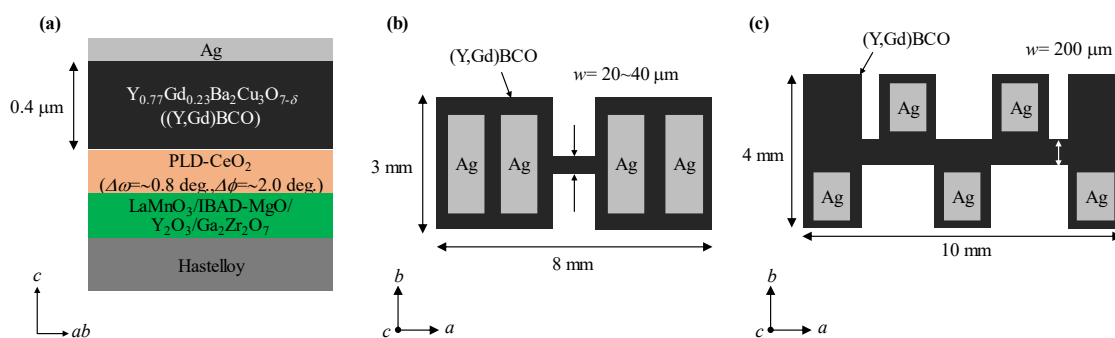 (a)
Ag
0.4 μm
Y0.77Gd0.23Ba2Cu3O7-δ
((Y,Gd)BCO)
PLD-CeO2
(Δω=~0.8 deg.,Δϕ=~2.0 deg.)
LaMnO3/IBAD-MgO/
Y2O3/Ga2Zr2O7
Hastelloy
c
ab
(b)
(Y,Gd)BCO
w= 20~40 μm
3 mm
Ag
Ag
Ag
Ag
8 mm
b
c
a
(c)
(Y,Gd)BCO
w= 200 μm
4 mm
Ag
Ag
Ag
Ag
Ag
10 mm
b
c
a